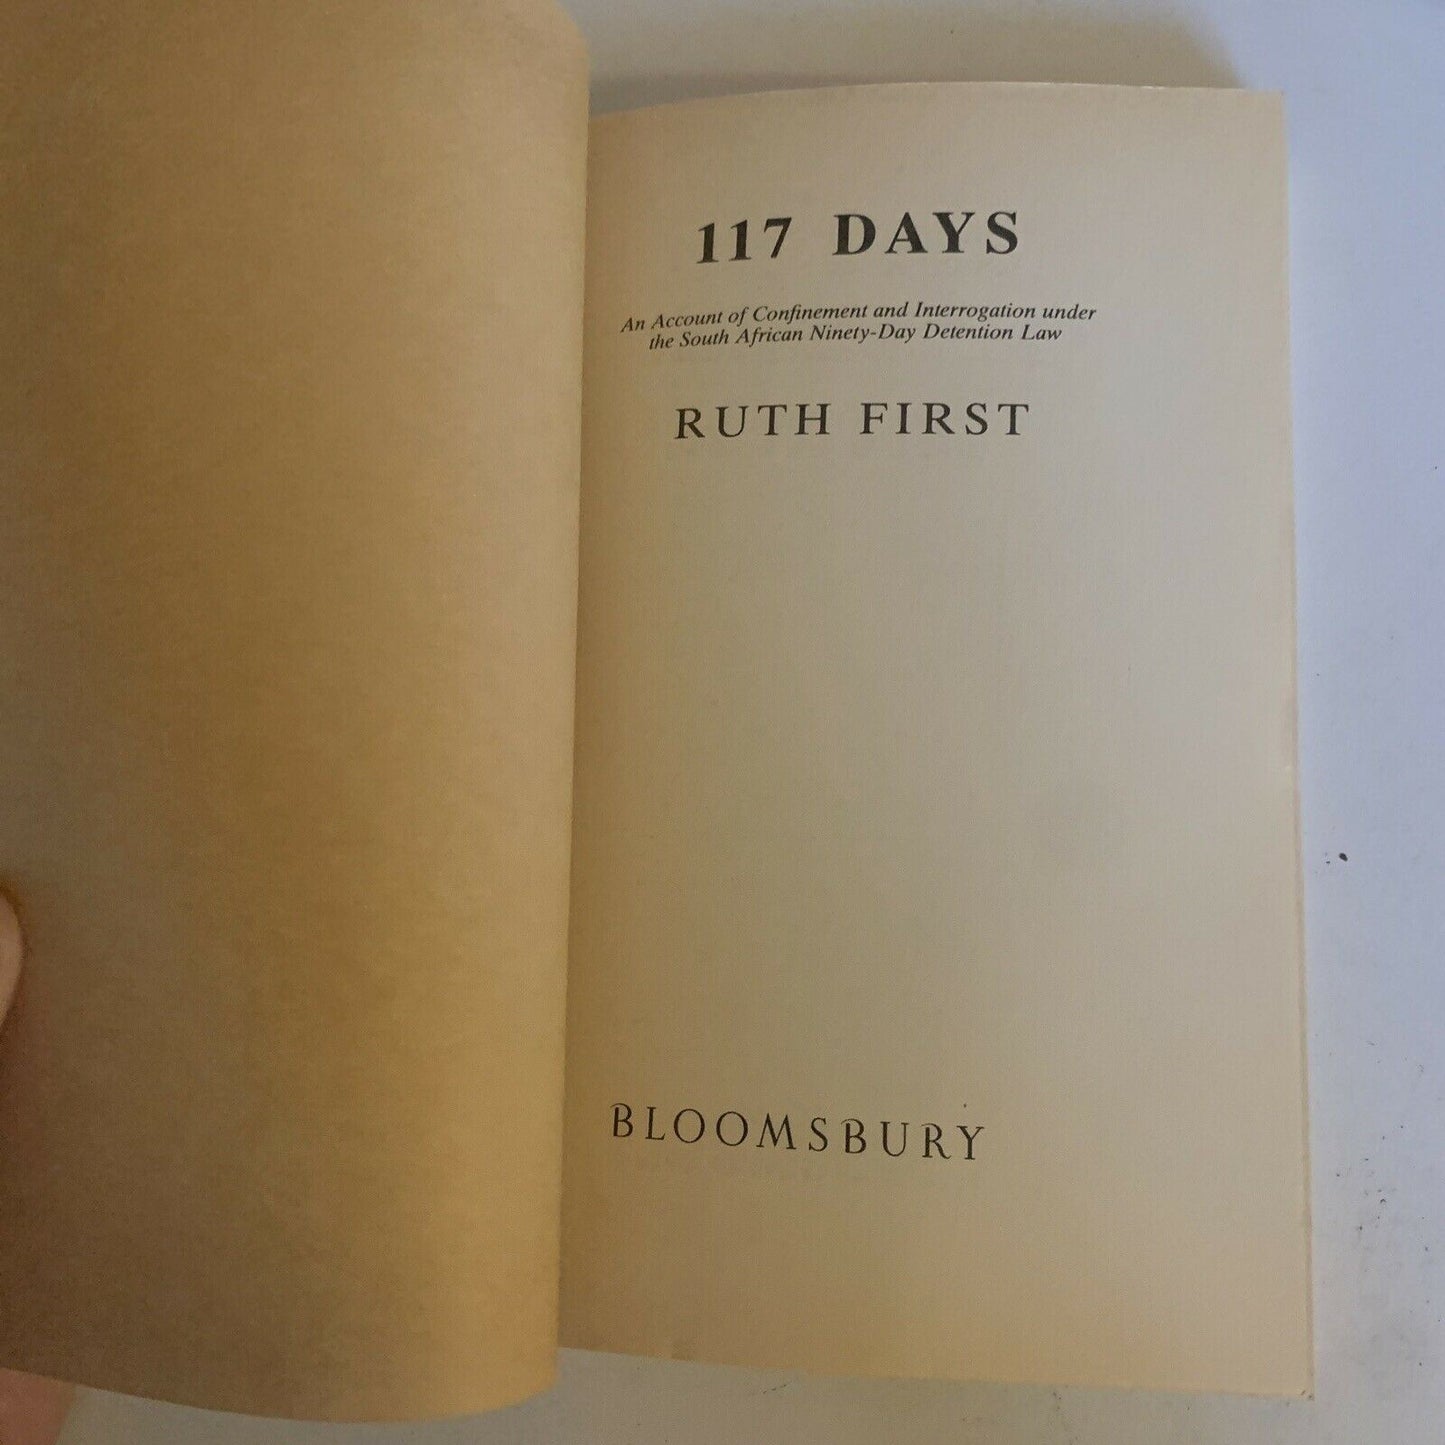 117 DAYS
An Account of Confinement and Interrogation under
the South African Ninety-Day Detention Law
RUTH FIRST
BLOOMSBURY